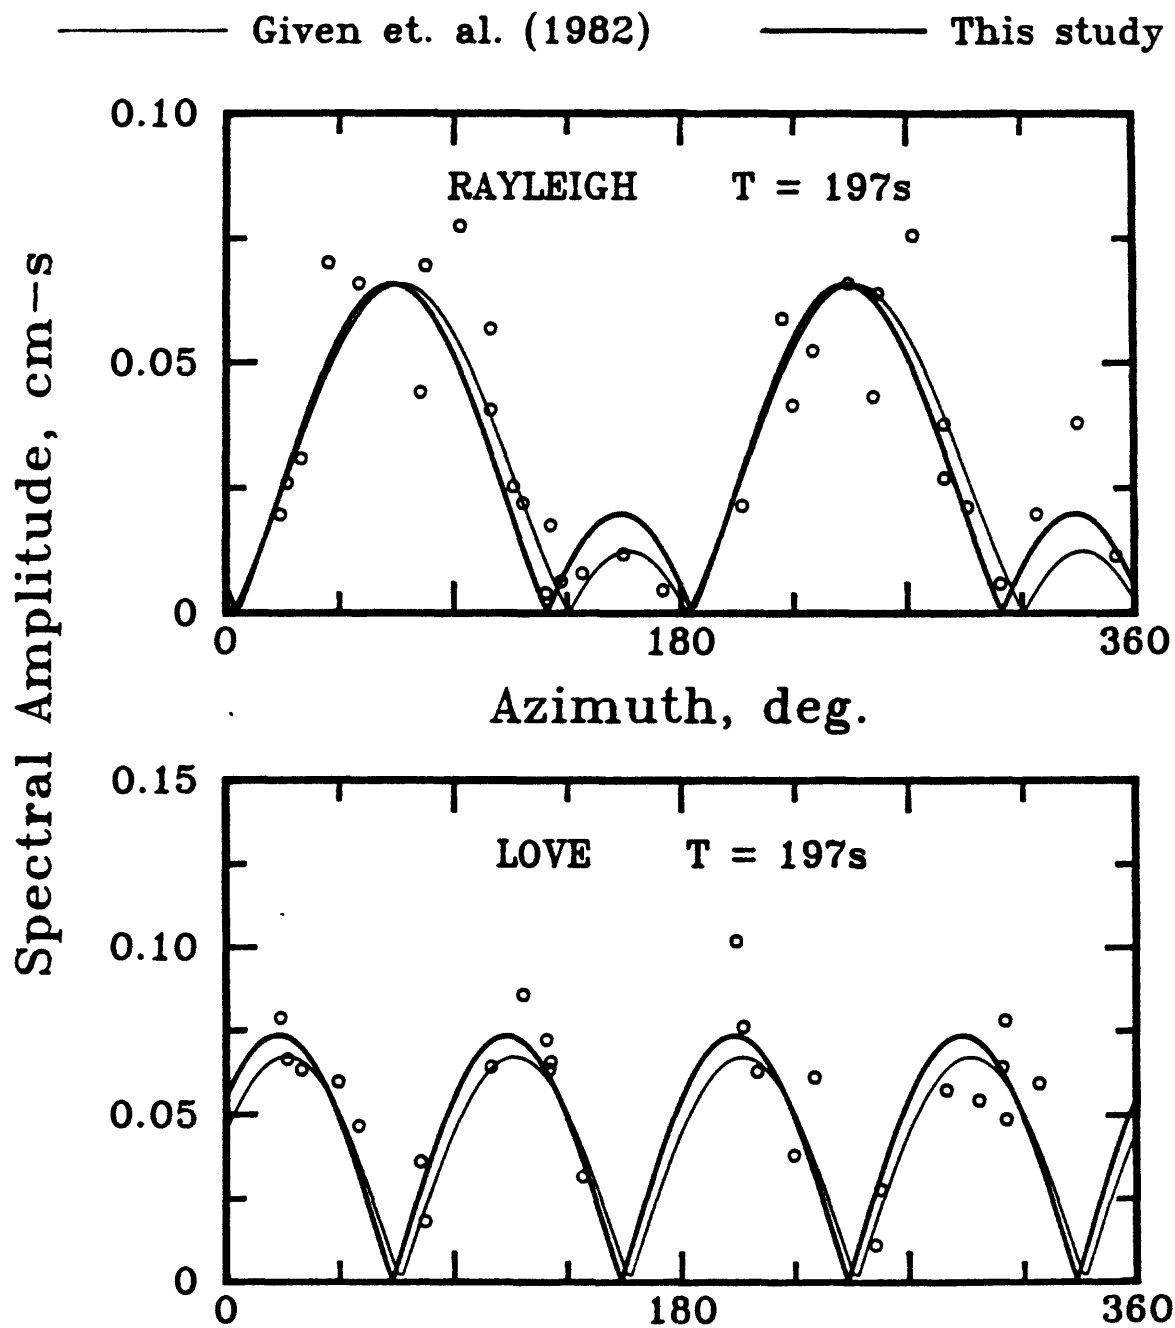 Given et. al. (1982) This study
0.10
RAYLEIGH T = 197s
0.05
0
0 180 360
Azimuth, deg.
Spectral Amplitude, cm-s
0.15
LOVE T = 197s
0.10
0.05
0
0 180 360